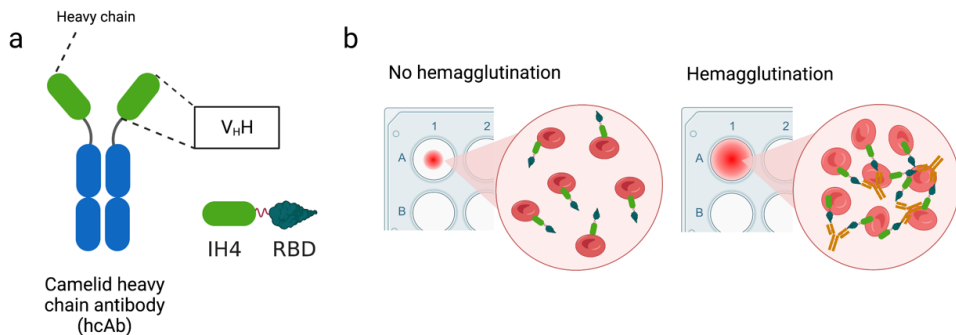 a
Heavy chain
VHH
IH4
RBD
Camelid heavy
chain antibody
(hcAb)
b
No hemagglutination
1
2
A
B
Hemagglutination
1
2
A
B